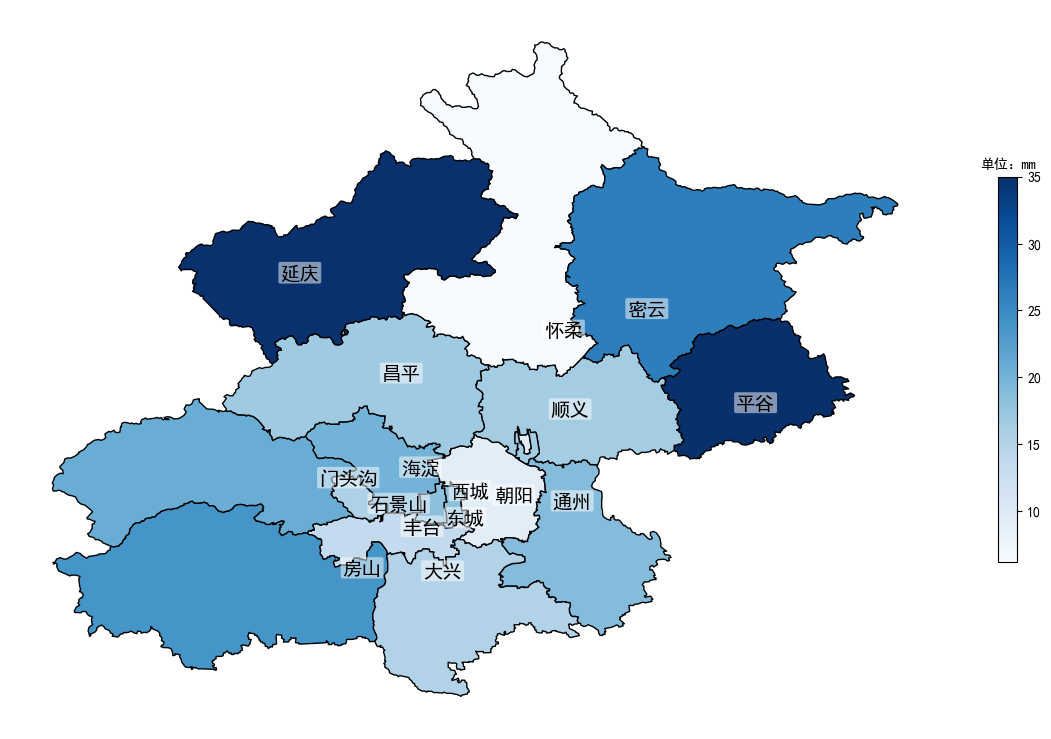 单位：mm
35
30
25
20
15
10
延庆
密云
怀柔
昌平
平谷
顺义
海淀
门头沟
西城
朝阳
通州
石景山
东城
丰台
房山
大兴